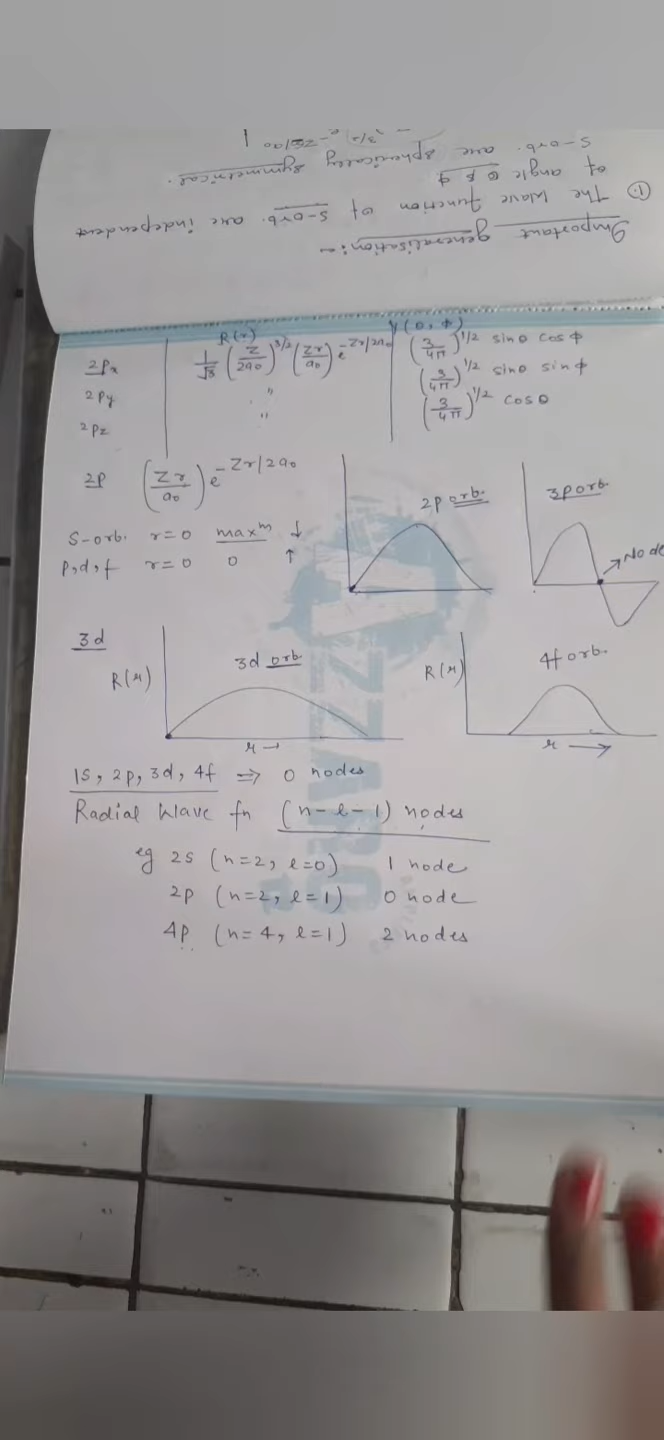 Important generalisation:-
① The wave function of s-orb. are independent
of angle θ & ϕ
s-orb. are spherically symmetrical.
R(r) (θ,ϕ)
2Px 1/√3 (Z/2a₀)^3/2 (Zr/a₀) e^-Zr/2a₀ (3/4π)^1/2 sinθ cosϕ
2Py " (3/4π)^1/2 sinθ sinϕ
2Pz " (3/4π)^1/2 cosθ
2P (Zr/a₀) e^-Zr/2a₀
S-orb. r=0 maxᵐ ↓
P,d,f r=0 0 ↑
2p orb.
3p orb.
Node
3d
R(r) 3d orb.
r →
R(r) 4f orb.
r →
1s, 2p, 3d, 4f ⇒ 0 nodes
Radial Wave fn (n-l-1) nodes
eg 2s (n=2, l=0) 1 node
2p (n=2, l=1) 0 node
4p (n=4, l=1) 2 nodes